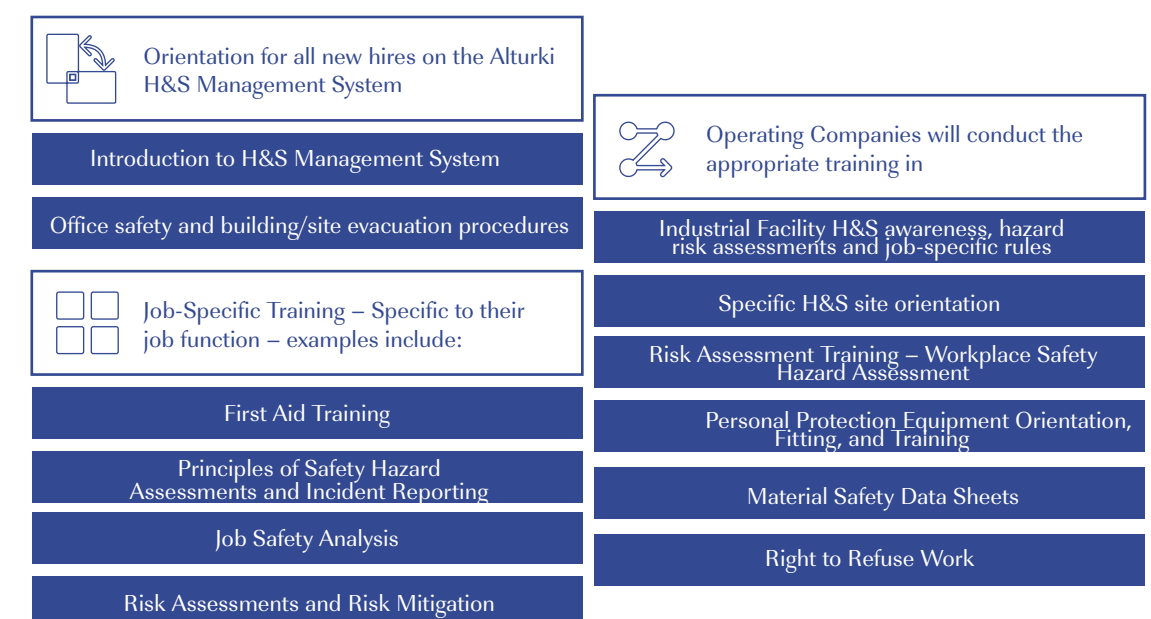 Orientation for all new hires on the Alturki
H&S Management System
Introduction to H&S Management System
Office safety and building/site evacuation procedures
Job-Specific Training – Specific to their
job function – examples include:
First Aid Training
Principles of Safety Hazard
Assessments and Incident Reporting
Job Safety Analysis
Risk Assessments and Risk Mitigation
Operating Companies will conduct the
appropriate training in
Industrial Facility H&S awareness, hazard
risk assessments and job-specific rules
Specific H&S site orientation
Risk Assessment Training – Workplace Safety
Hazard Assessment
Personal Protection Equipment Orientation,
Fitting, and Training
Material Safety Data Sheets
Right to Refuse Work